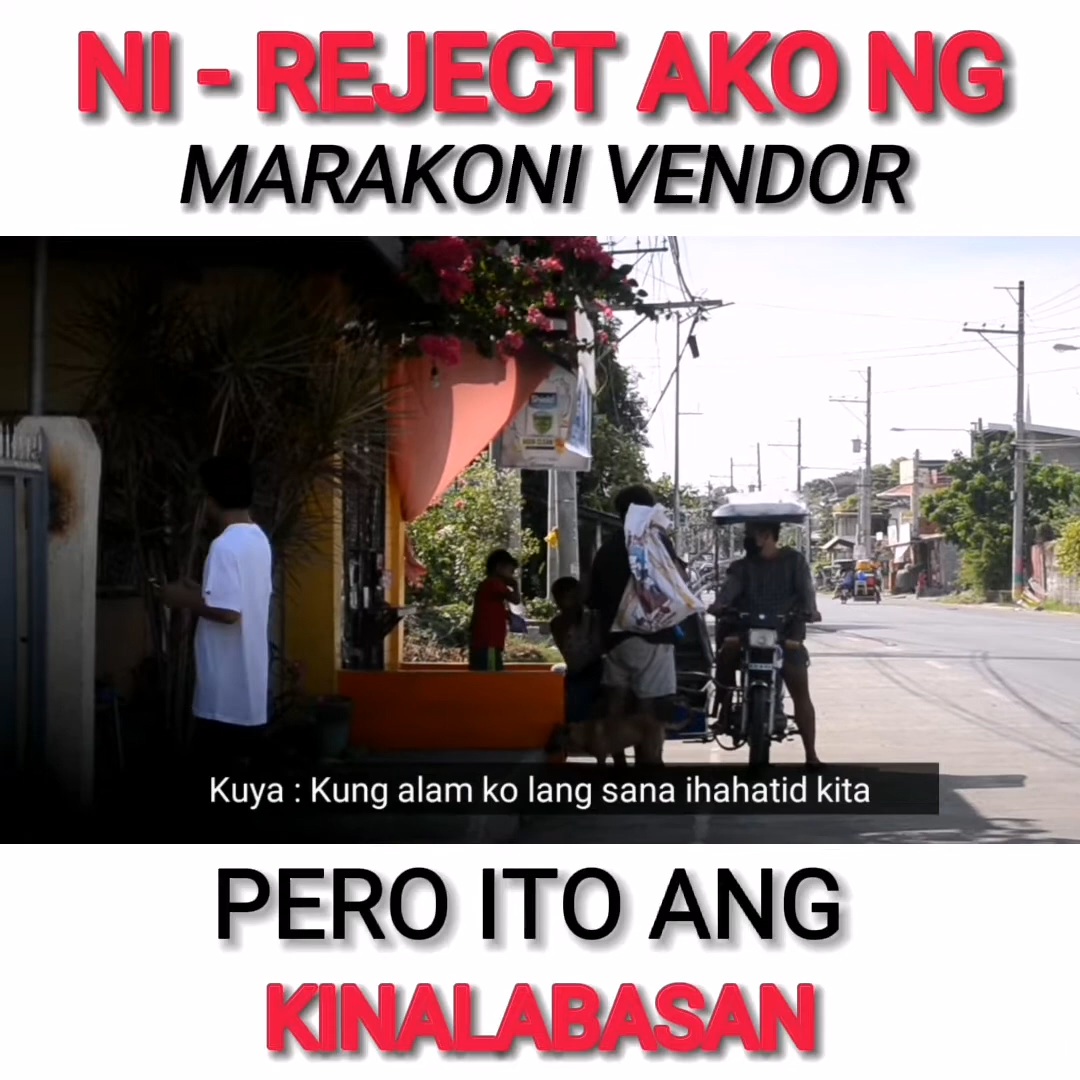 NI - REJECT AKO NG
MARAKONI VENDOR
Kuya : Kung alam ko lang sana ihahatid kita
PERO ITO ANG
KINALABASAN